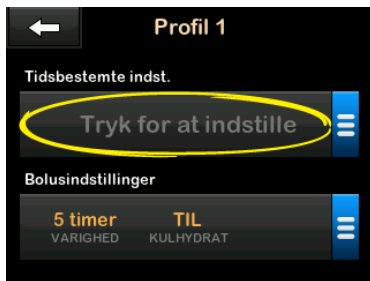 Profil 1
Tidsbestemte indst.
Tryk for at indstille
Bolusindstillinger
5 timer TIL
VARIGHED KULHYDRAT